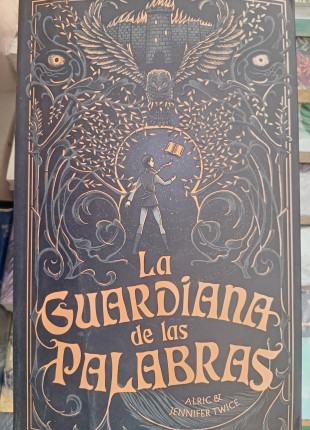 LA
GUARDIANA
de las
PALABRAS
ALRIC &
JENNIFER TWICE